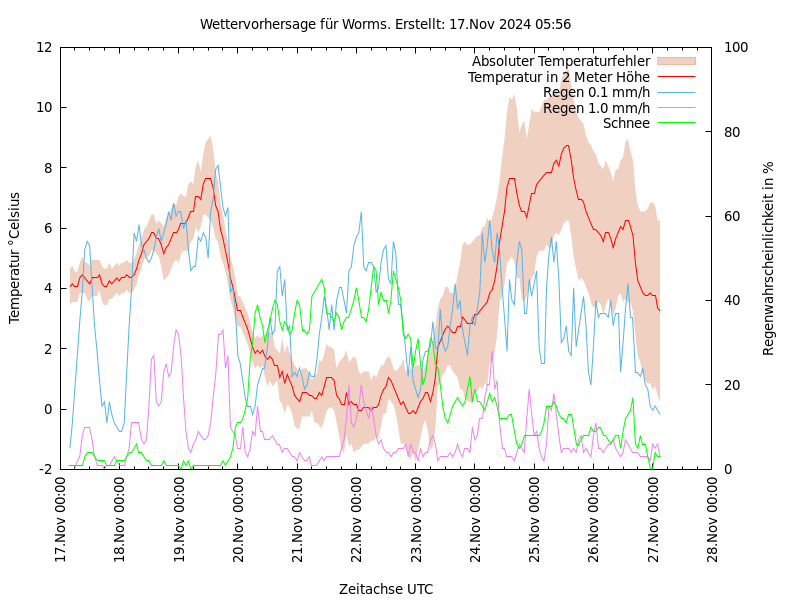 Wettervorhersage für Worms. Erstellt: 17.Nov 2024 05:56
Absoluter Temperaturfehler
Temperatur in 2 Meter Höhe
Regen 0.1 mm/h
Regen 1.0 mm/h
Schnee
Temperatur °Celsius
12
10
8
6
4
2
0
-2
Regenwahrscheinlichkeit in %
100
80
60
40
20
0
17.Nov 00:00
18.Nov 00:00
19.Nov 00:00
20.Nov 00:00
21.Nov 00:00
22.Nov 00:00
23.Nov 00:00
24.Nov 00:00
25.Nov 00:00
26.Nov 00:00
27.Nov 00:00
28.Nov 00:00
Zeitachse UTC